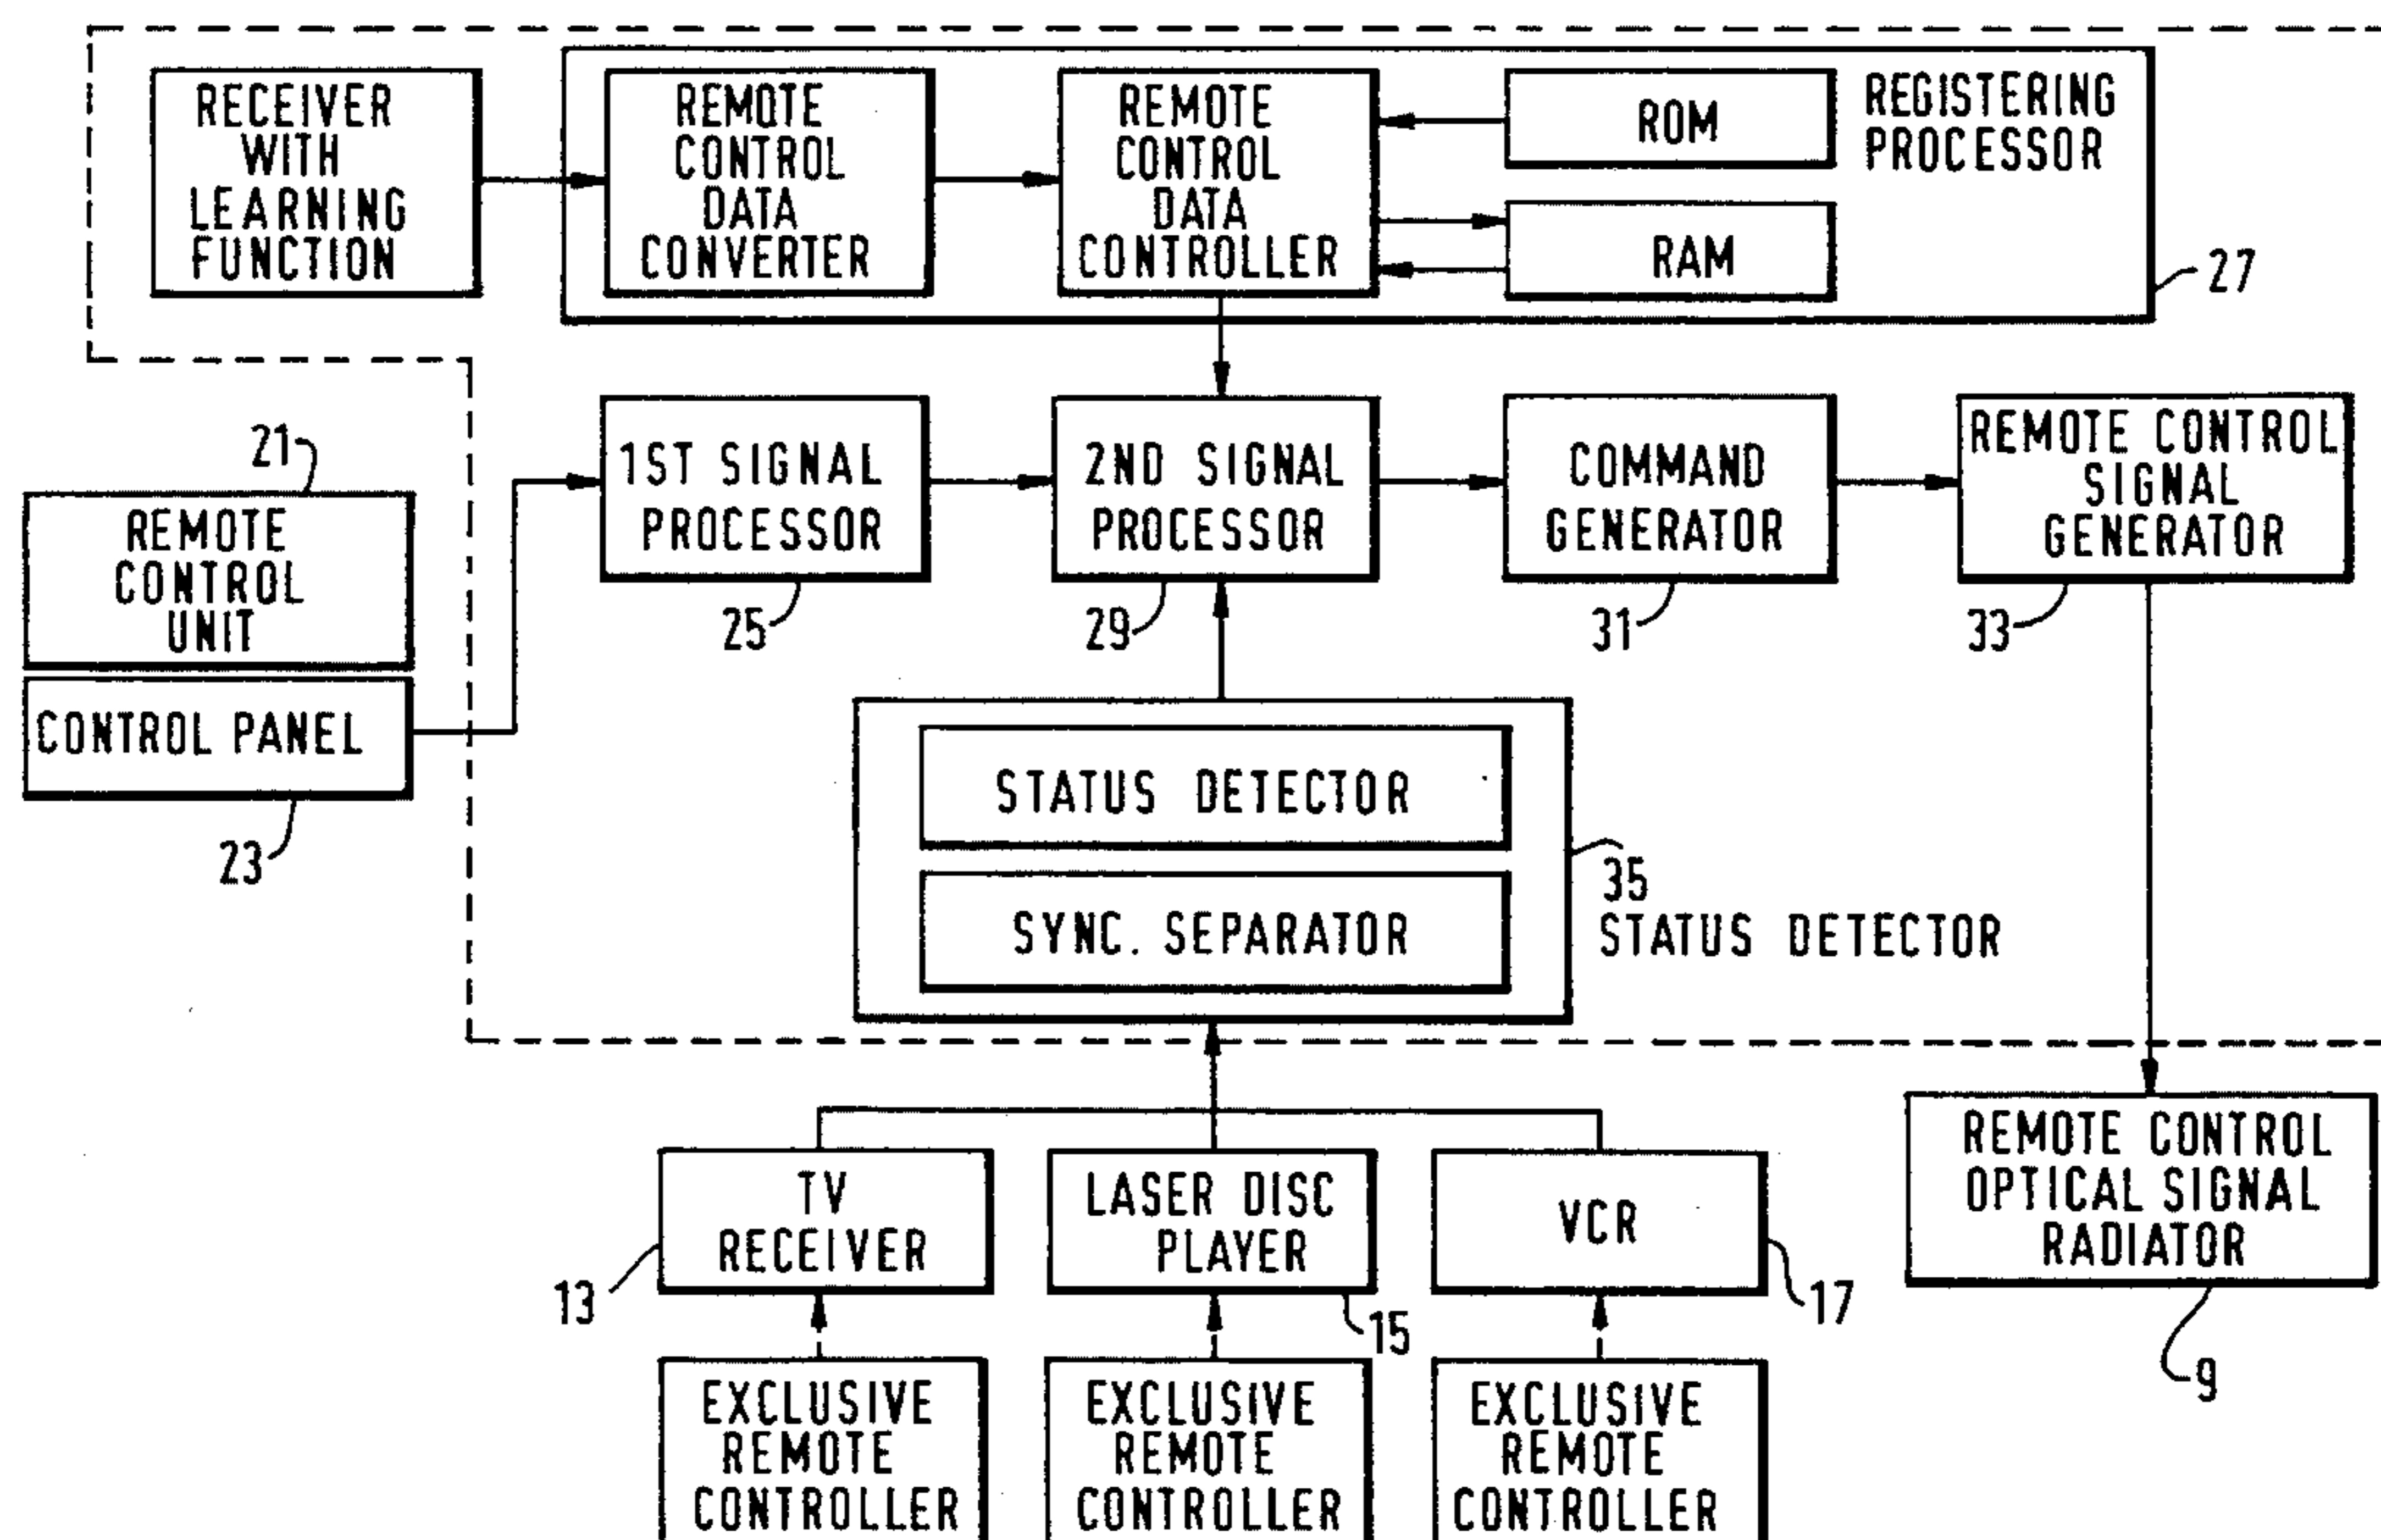 RECEIVER
WITH
LEARNING
FUNCTION
REMOTE
CONTROL
DATA
CONVERTER
REMOTE
CONTROL
DATA
CONTROLLER
ROM
RAM
REGISTERING
PROCESSOR
27
21
REMOTE
CONTROL
UNIT
CONTROL PANEL
23
1ST SIGNAL
PROCESSOR
25
2ND SIGNAL
PROCESSOR
29
COMMAND
GENERATOR
31
REMOTE CONTROL
SIGNAL
GENERATOR
33
STATUS DETECTOR
SYNC. SEPARATOR
35
STATUS DETECTOR
TV
RECEIVER
13
LASER DISC
PLAYER
15
VCR
17
REMOTE CONTROL
OPTICAL SIGNAL
RADIATOR
9
EXCLUSIVE
REMOTE
CONTROLLER
EXCLUSIVE
REMOTE
CONTROLLER
EXCLUSIVE
REMOTE
CONTROLLER